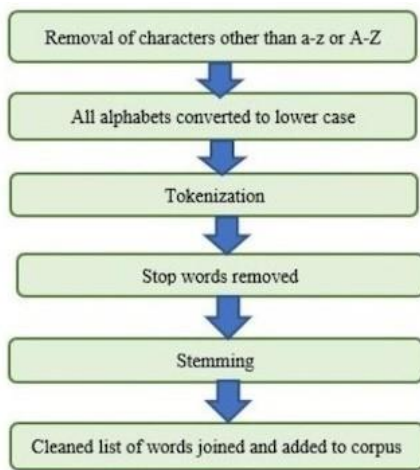 Removal of characters other than a-z or A-Z
All alphabets converted to lower case
Tokenization
Stop words removed
Stemming
Cleaned list of words joined and added to corpus